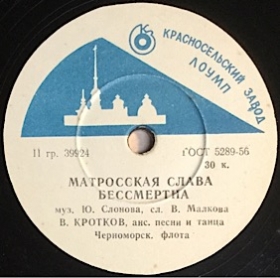 КРАСНОСЕЛЬСКИЙ ЗАВОД
ЛОУМП
II гр. 39924
ГОСТ 5289-56
30 к.
МАТРОССКАЯ СЛАВА
БЕССМЕРТНА
муз. Ю. Слонова, сл. В. Малкова
В. КРОТКОВ, анс. песни и танца
Черноморск. флота